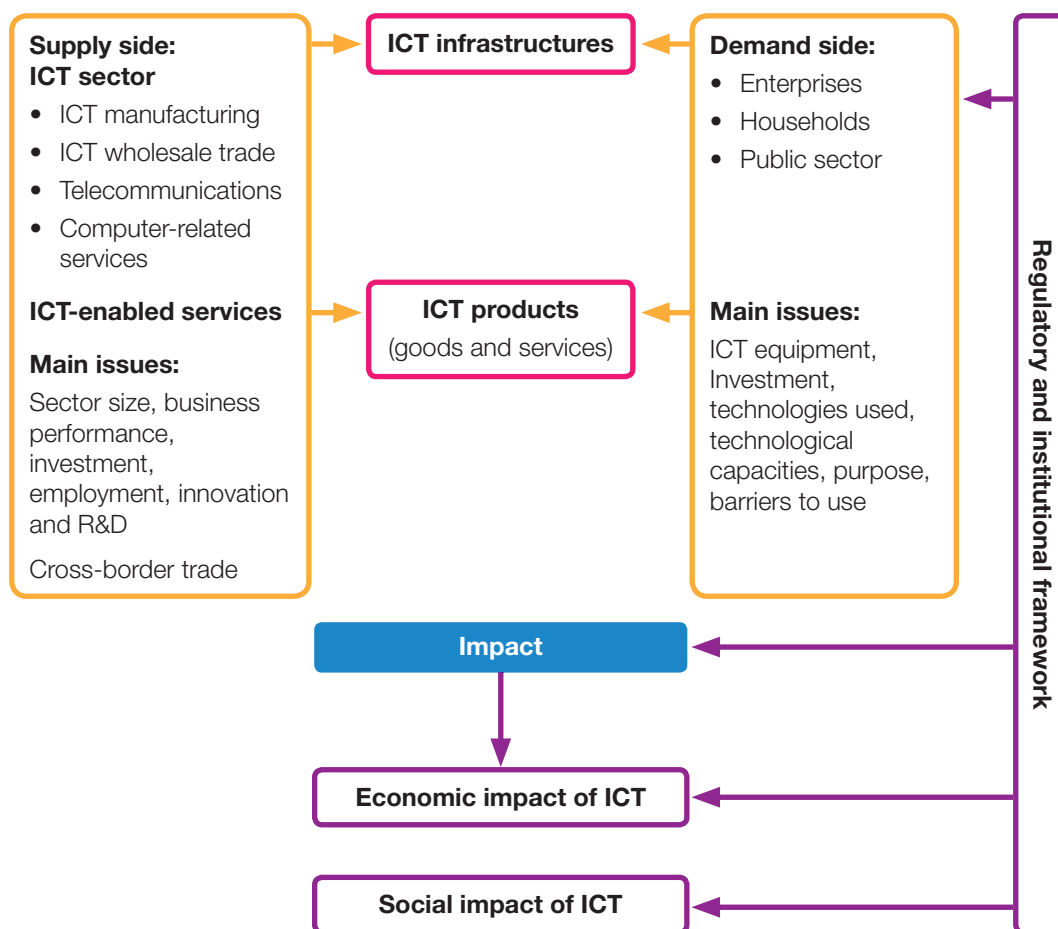 Supply side:
ICT sector
• ICT manufacturing
• ICT wholesale trade
• Telecommunications
• Computer-related
services
ICT-enabled services
Main issues:
Sector size, business
performance,
investment,
employment, innovation
and R&D
Cross-border trade
ICT infrastructures
ICT products
(goods and services)
Demand side:
• Enterprises
• Households
• Public sector
Main issues:
ICT equipment,
Investment,
technologies used,
technological
capacities, purpose,
barriers to use
Regulatory and institutional framework
Impact
Economic impact of ICT
Social impact of ICT